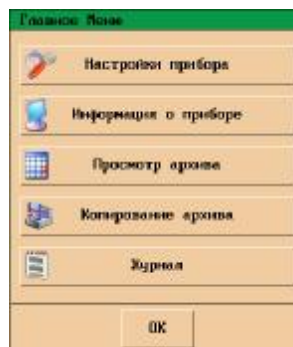 Главное Меню
Настройки прибора
Информация о приборе
Просмотр архива
Копирование архива
Журнал
OK